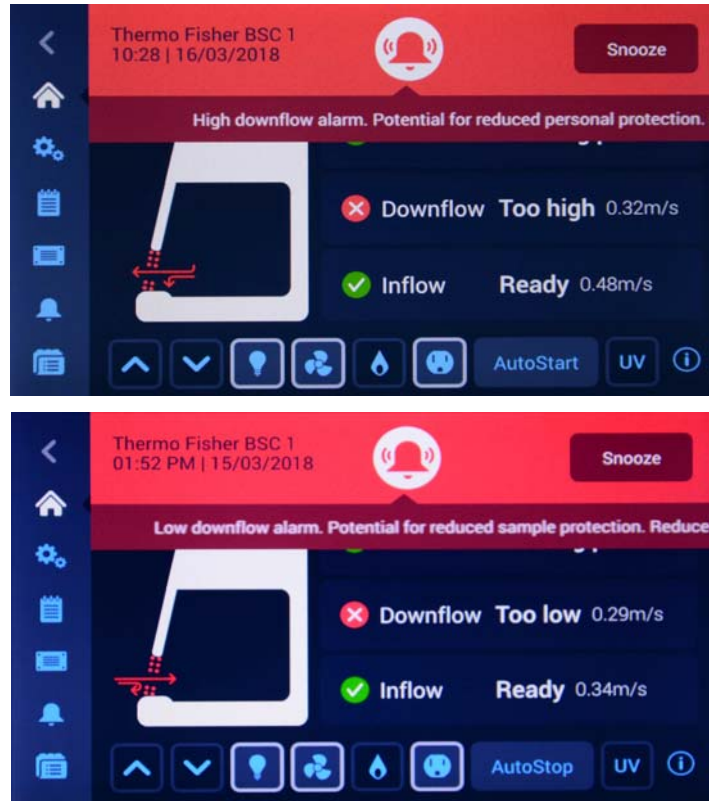 Thermo Fisher BSC 1
10:28 | 16/03/2018
Snooze
High downflow alarm. Potential for reduced personal protection.
Downflow Too high 0.32m/s
Inflow Ready 0.48m/s
AutoStart UV
Thermo Fisher BSC 1
01:52 PM | 15/03/2018
Snooze
Low downflow alarm. Potential for reduced sample protection. Reduce
Downflow Too low 0.29m/s
Inflow Ready 0.34m/s
AutoStop UV